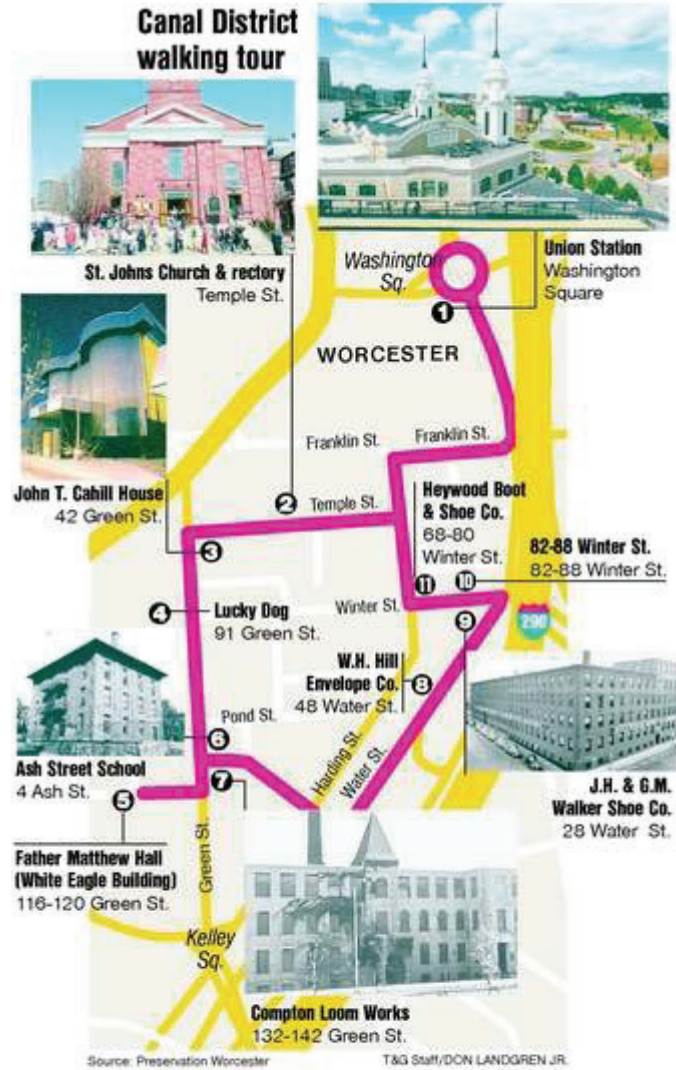 Canal District
walking tour
St. Johns Church & rectory
Temple St.
Union Station
Washington
Square
Washington
Sq.
1
WORCESTER
Franklin St.
Franklin St.
John T. Cahill House
42 Green St.
2
Temple St.
Heywood Boot
& Shoe Co.
68-80
Winter St.
82-88 Winter St.
82-88 Winter St.
3
11
10
4
Lucky Dog
91 Green St.
Winter St.
9
290
W.H. Hill
Envelope Co.
48 Water St.
8
Pond St.
6
Harding St.
Water St.
Ash Street School
4 Ash St.
5
7
J.H. & G.M.
Walker Shoe Co.
28 Water St.
Father Matthew Hall
(White Eagle Building)
116-120 Green St.
Green St.
Kelley
Sq.
Compton Loom Works
132-142 Green St.
Source: Preservation Worcester
T&G Staff/DON LANDGREN JR.